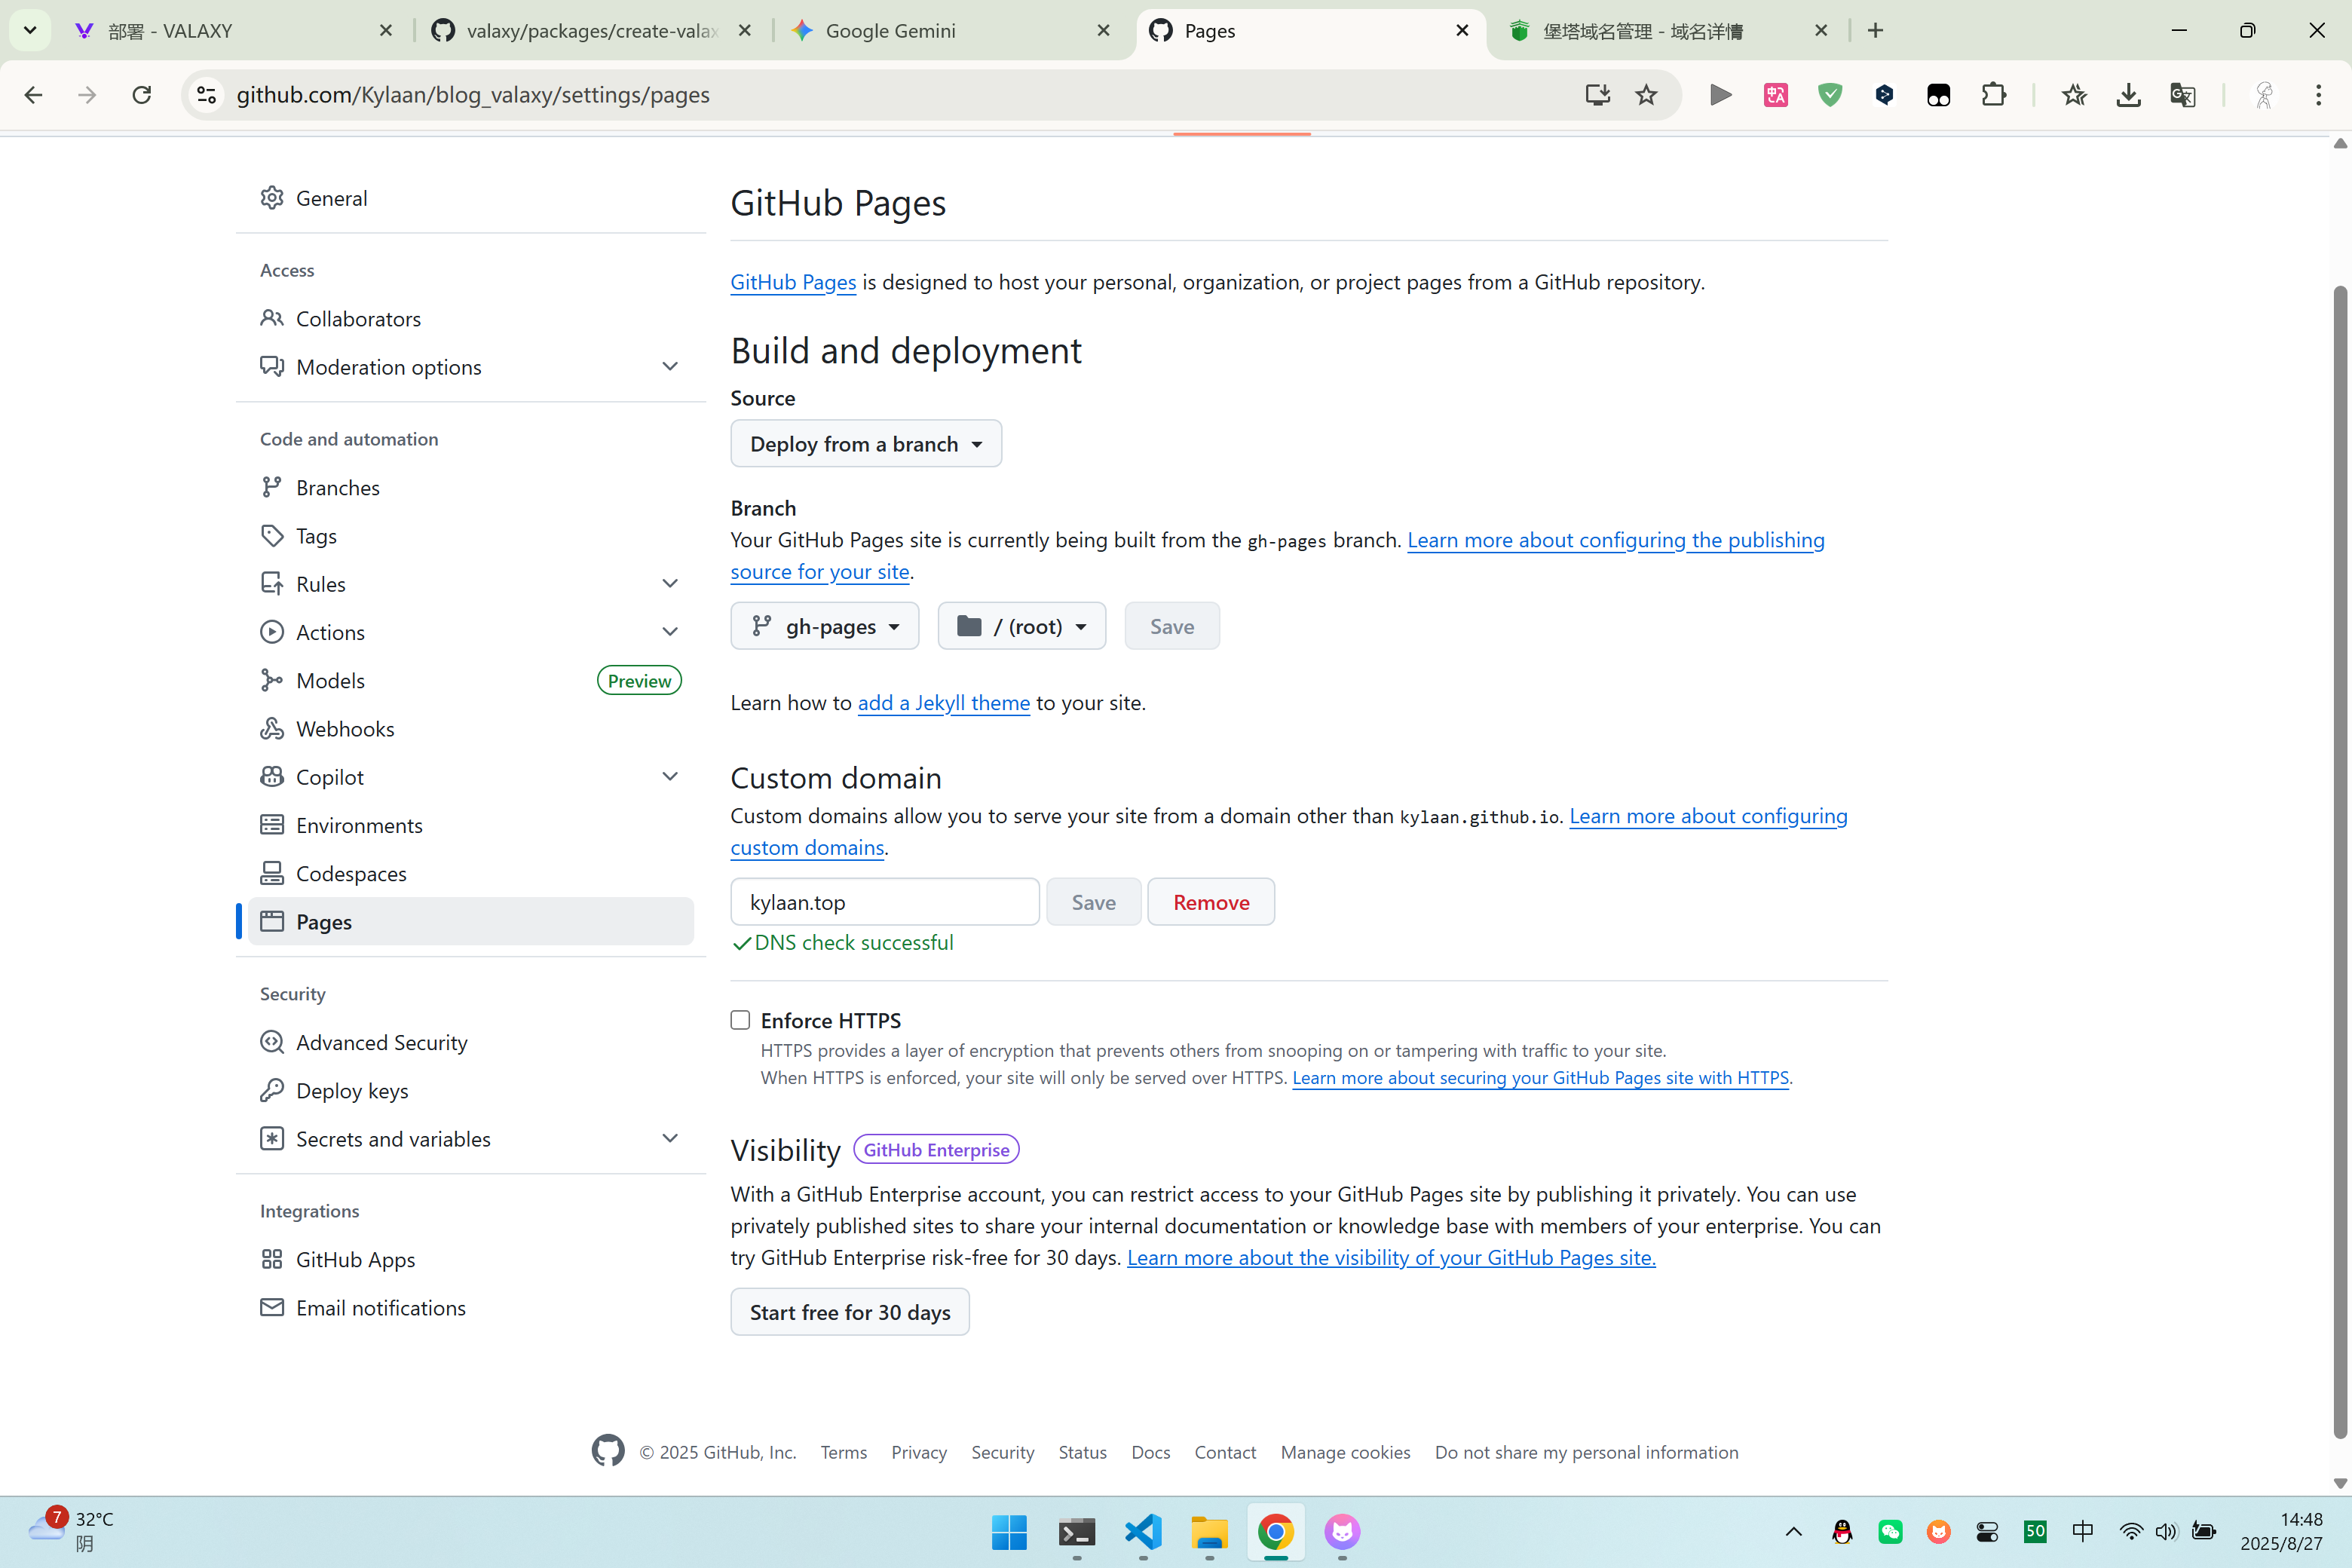 部署 - VALAXY
valaxy/packages/create-valax
Google Gemini
Pages
堡塔域名管理 - 域名详情
github.com/Kylaan/blog_valaxy/settings/pages
General
Access
Collaborators
Moderation options
Code and automation
Branches
Tags
Rules
Actions
Models
Preview
Webhooks
Copilot
Environments
Codespaces
Pages
Security
Advanced Security
Deploy keys
Secrets and variables
Integrations
GitHub Apps
Email notifications
GitHub Pages
GitHub Pages is designed to host your personal, organization, or project pages from a GitHub repository.
Build and deployment
Source
Deploy from a branch
Branch
Your GitHub Pages site is currently being built from the gh-pages branch. Learn more about configuring the publishing
source for your site.
gh-pages
/ (root)
Save
Learn how to add a Jekyll theme to your site.
Custom domain
Custom domains allow you to serve your site from a domain other than kylaan.github.io. Learn more about configuring
custom domains.
kylaan.top
Save
Remove
DNS check successful
Enforce HTTPS
HTTPS provides a layer of encryption that prevents others from snooping on or tampering with traffic to your site.
When HTTPS is enforced, your site will only be served over HTTPS. Learn more about securing your GitHub Pages site with HTTPS.
Visibility
GitHub Enterprise
With a GitHub Enterprise account, you can restrict access to your GitHub Pages site by publishing it privately. You can use
privately published sites to share your internal documentation or knowledge base with members of your enterprise. You can
try GitHub Enterprise risk-free for 30 days. Learn more about the visibility of your GitHub Pages site.
Start free for 30 days
© 2025 GitHub, Inc.
Terms
Privacy
Security
Status
Docs
Contact
Manage cookies
Do not share my personal information
7
32°C
阴
50
中
14:48
2025/8/27